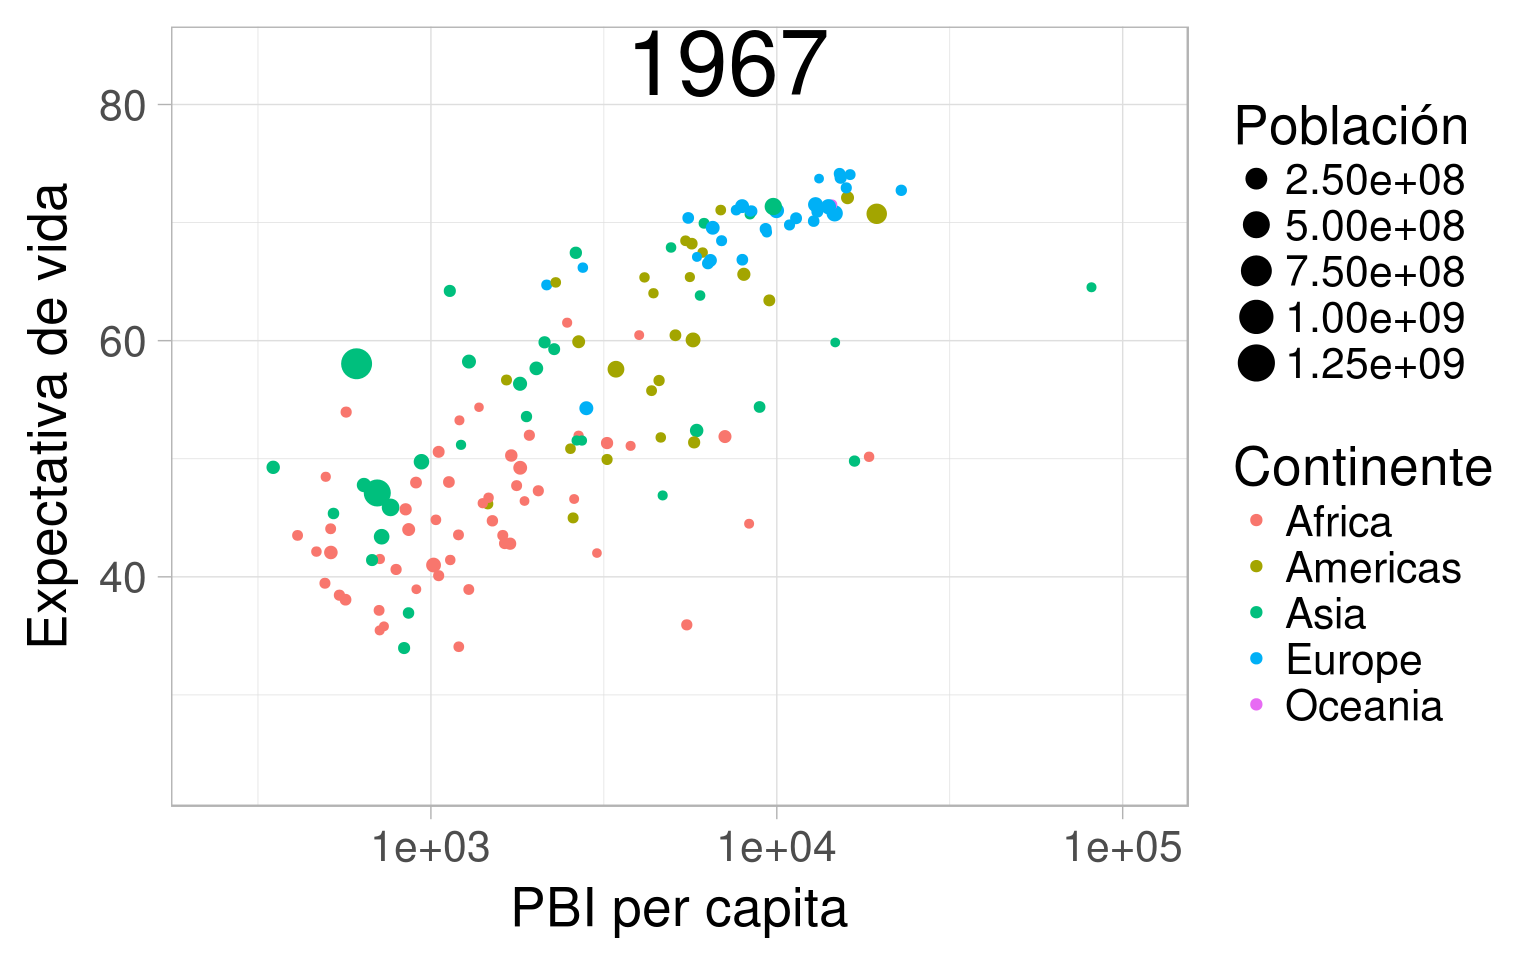 1967
80
60
40
Expectativa de vida
1e+03
1e+04
1e+05
PBI per capita
Población
2.50e+08
5.00e+08
7.50e+08
1.00e+09
1.25e+09
Continente
Africa
Americas
Asia
Europe
Oceania